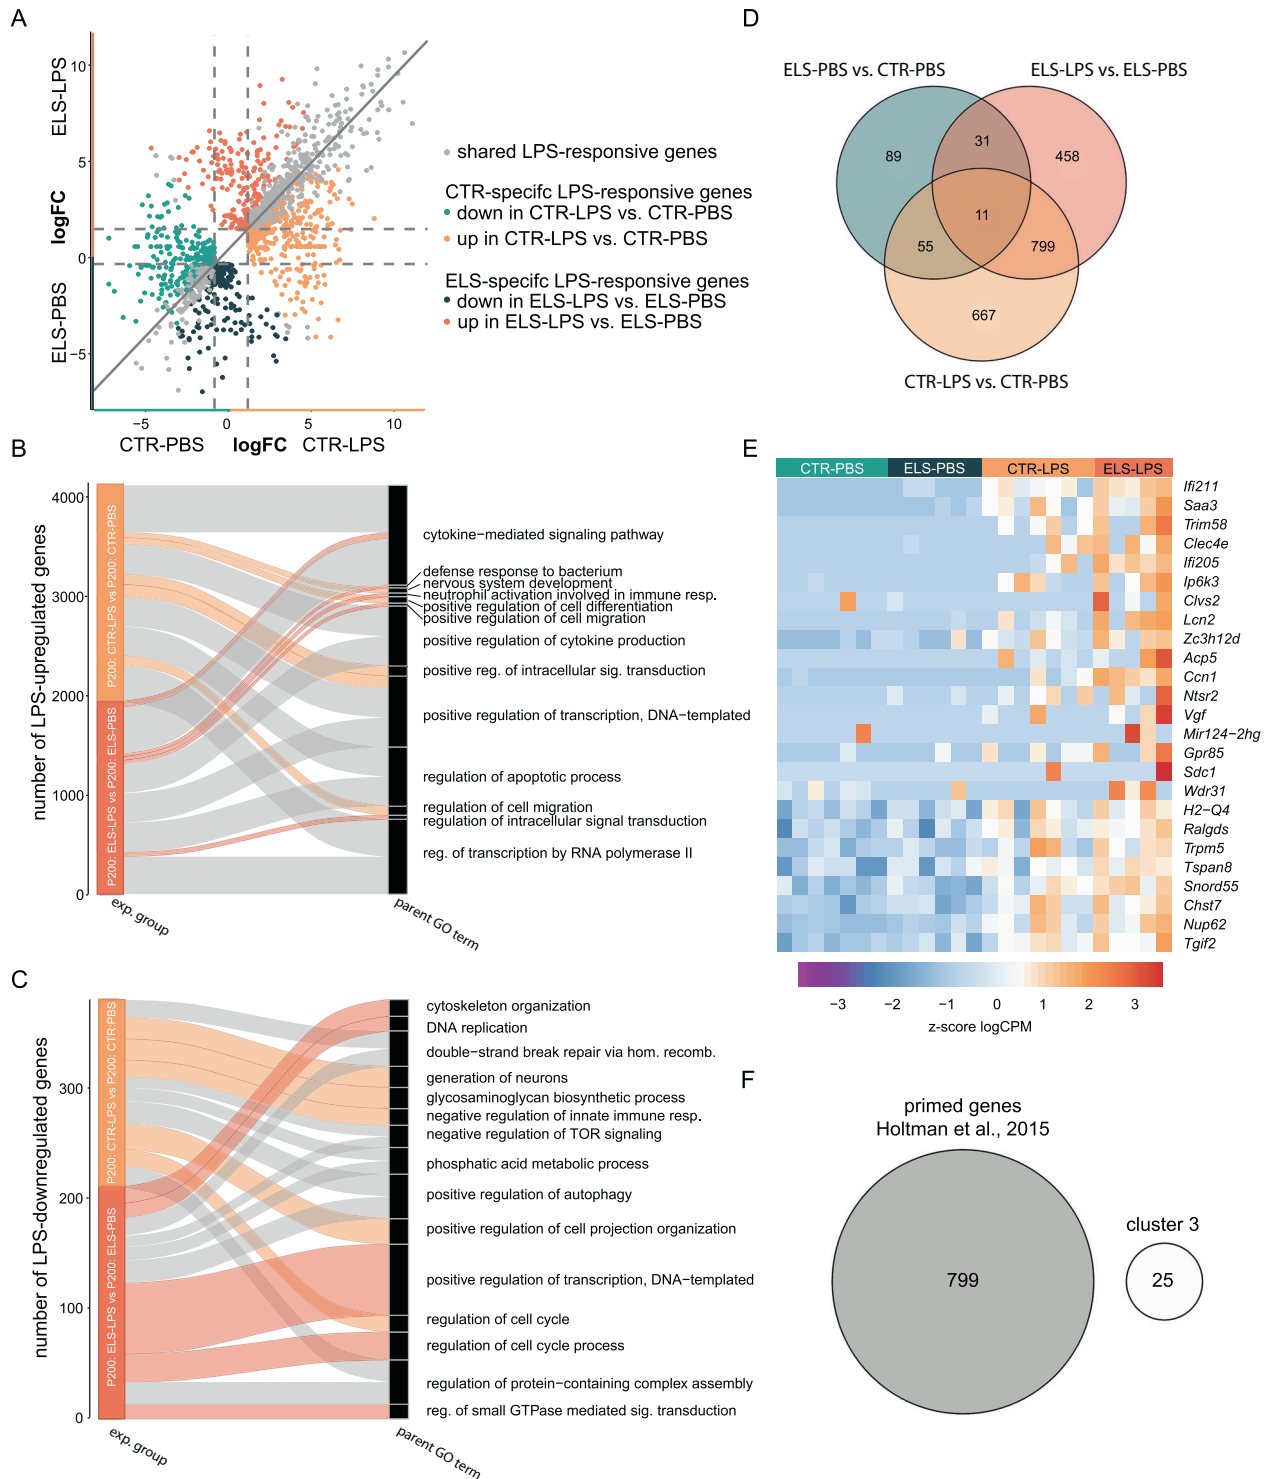 A
ELS-LPS
logFC
ELS-PBS
10
5
0
−5
−5
0
5
10
CTR-PBS
logFC
CTR-LPS
shared LPS-responsive genes
CTR-specifc LPS-responsive genes
down in CTR-LPS vs. CTR-PBS
up in CTR-LPS vs. CTR-PBS
ELS-specifc LPS-responsive genes
down in ELS-LPS vs. ELS-PBS
up in ELS-LPS vs. ELS-PBS
D
ELS-PBS vs. CTR-PBS
ELS-LPS vs. ELS-PBS
89
31
458
11
55
799
667
CTR-LPS vs. CTR-PBS
B
number of LPS-upregulated genes
4000
3000
2000
1000
0
P200: CTR-LPS vs P200: CTR-PBS
P200: ELS-LPS vs P200: ELS-PBS
cytokine−mediated signaling pathway
defense response to bacterium
nervous system development
neutrophil activation involved in immune resp.
positive regulation of cell differentiation
positive regulation of cell migration
positive regulation of cytokine production
positive reg. of intracellular sig. transduction
positive regulation of transcription, DNA−templated
regulation of apoptotic process
regulation of cell migration
regulation of intracellular signal transduction
reg. of transcription by RNA polymerase II
exp. group
parent GO term
E
CTR-PBS
ELS-PBS
CTR-LPS
ELS-LPS
Ifi211
Saa3
Trim58
Clec4e
Ifi205
Ip6k3
Clvs2
Lcn2
Zc3h12d
Acp5
Ccn1
Ntsr2
Vgf
Mir124−2hg
Gpr85
Sdc1
Wdr31
H2−Q4
Ralgds
Trpm5
Tspan8
Snord55
Chst7
Nup62
Tgif2
−3
−2
−1
0
1
2
3
z-score logCPM
C
number of LPS-downregulated genes
300
200
100
0
P200: CTR-LPS vs P200: CTR:PBS
P200: ELS-LPS vs P200: ELS-PBS
cytoskeleton organization
DNA replication
double−strand break repair via hom. recomb.
generation of neurons
glycosaminoglycan biosynthetic process
negative regulation of innate immune resp.
negative regulation of TOR signaling
phosphatic acid metabolic process
positive regulation of autophagy
positive regulation of cell projection organization
positive regulation of transcription, DNA−templated
regulation of cell cycle
regulation of cell cycle process
regulation of protein−containing complex assembly
reg. of small GTPase mediated sig. transduction
exp. group
parent GO term
F
primed genes
Holtman et al., 2015
799
cluster 3
25